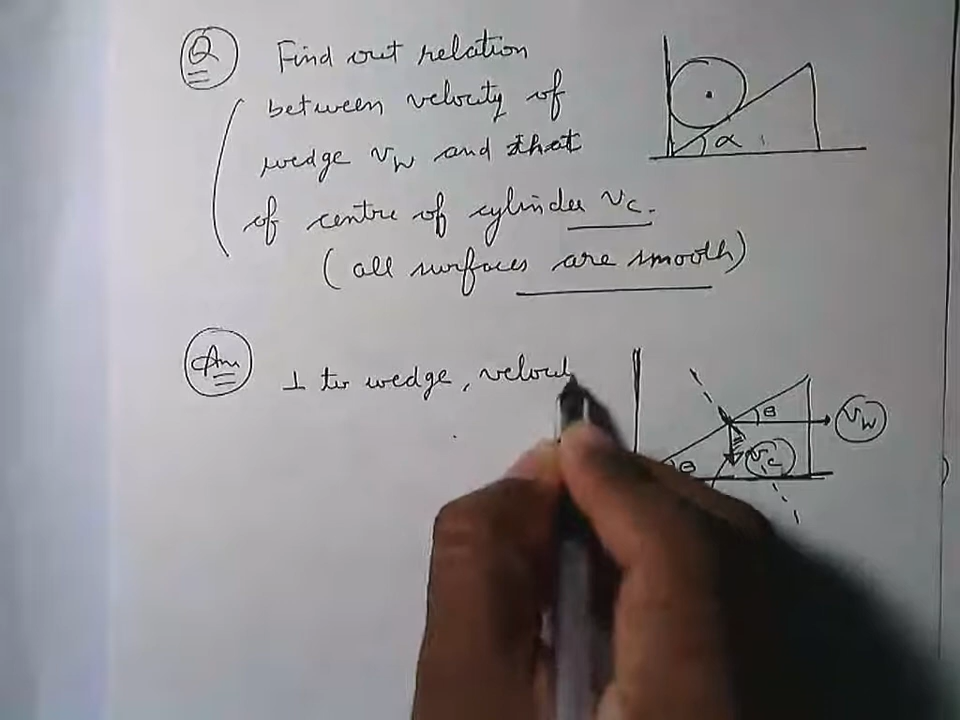 Q Find out relation
between velocity of
wedge v_w and that
of centre of cylinder v_c.
(all surfaces are smooth)
α
Ans ⊥ to wedge, velocit
θ
v_w
θ
v_c